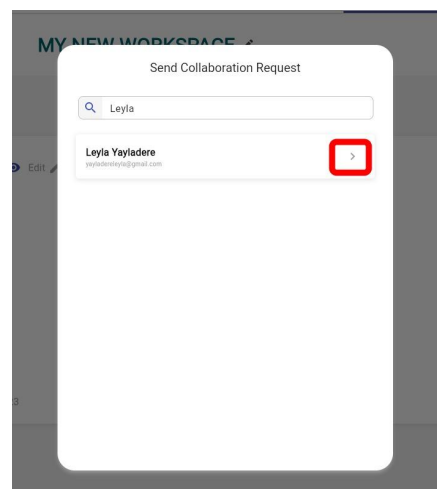 MY NEW WORKSPACE
Send Collaboration Request
Leyla
Leyla Yayladere
yayladereleyla@gmail.com
Edit
3